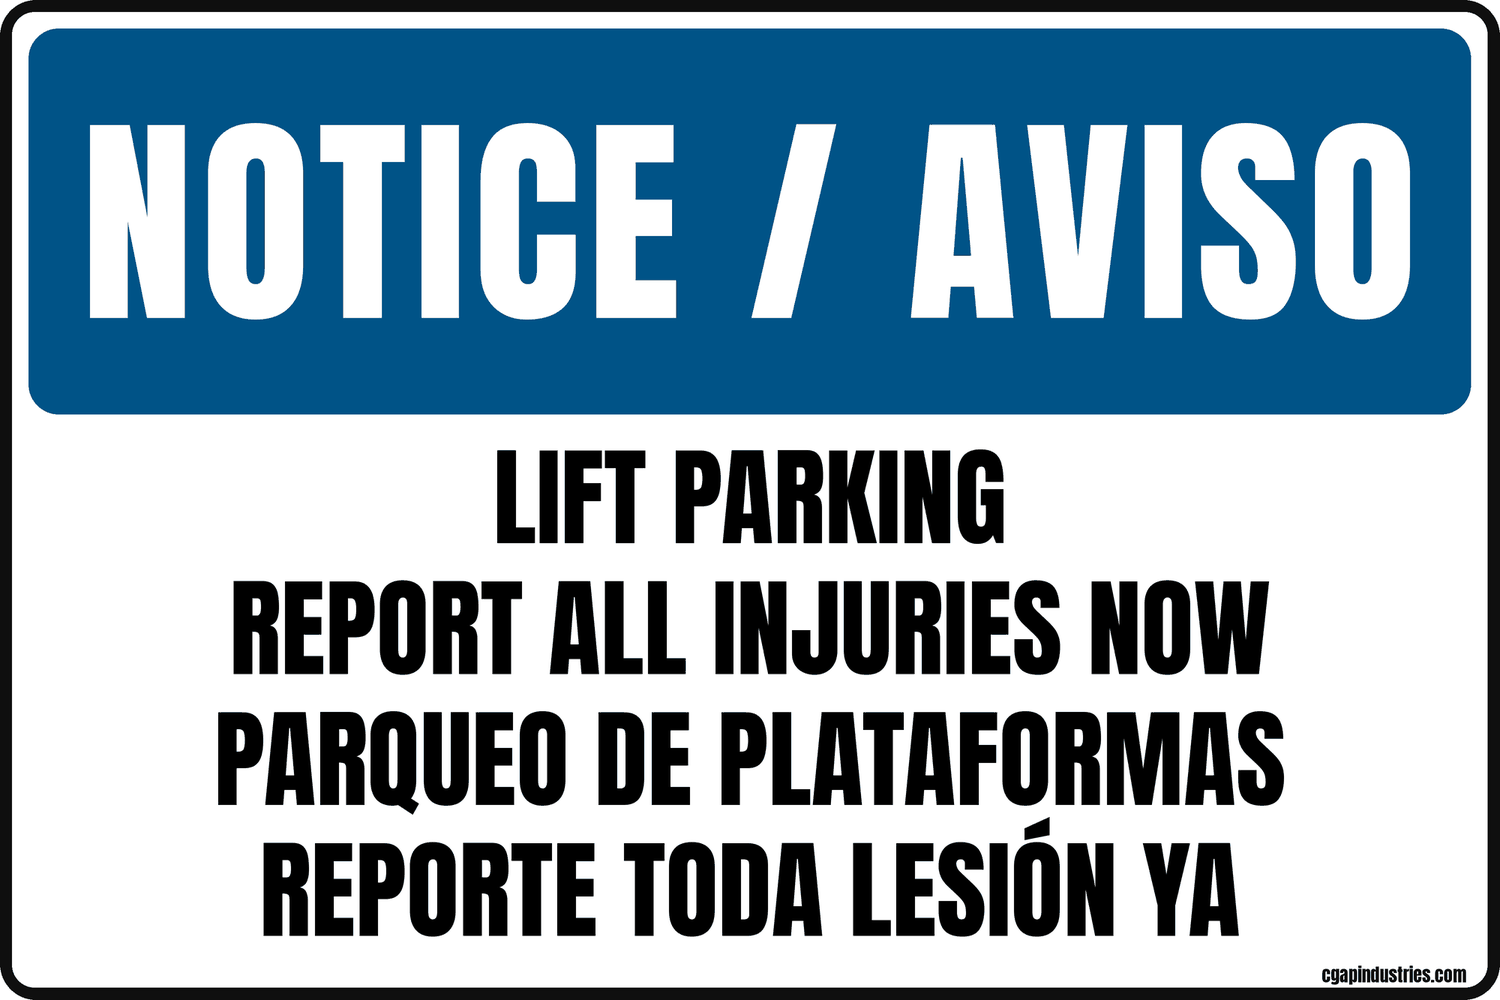 NOTICE / AVISO
LIFT PARKING
REPORT ALL INJURIES NOW
PARQUEO DE PLATAFORMAS
REPORTE TODA LESIÓN YA
cgapindustries.com